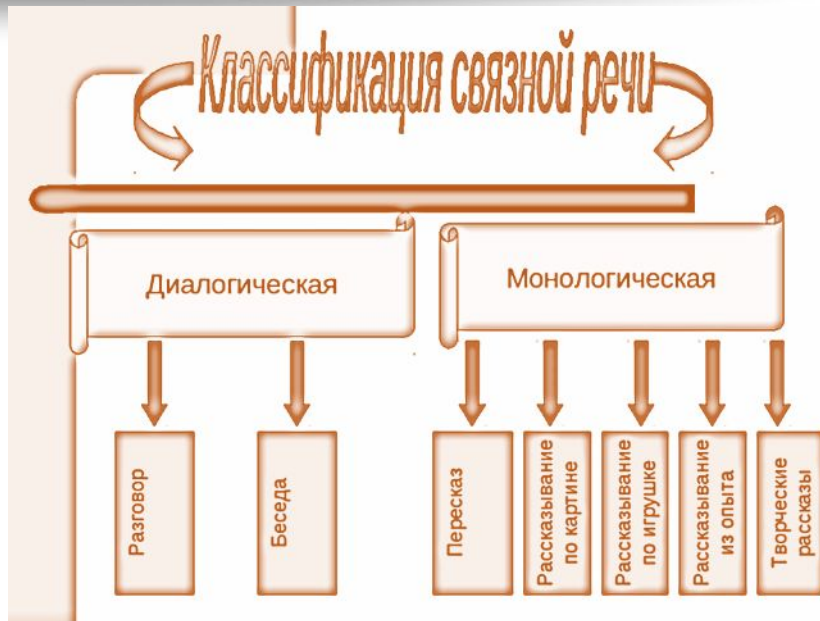 Классификация связной речи
Диалогическая
Монологическая
Разговор
Беседа
Пересказ
Рассказывание
по картине
Рассказывание
по игрушке
Рассказывание
из опыта
Творческие
рассказы